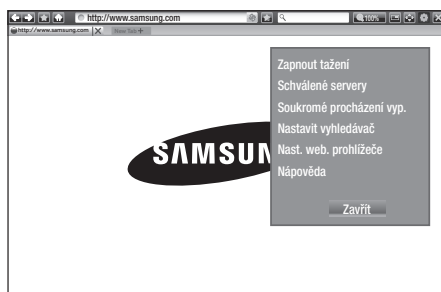 http://www.samsung.com
100%
http://www.samsung.com
New Tab
Zapnout tažení
Schválené servery
Soukromé procházení vyp.
Nastavit vyhledávač
Nast. web. prohlížeče
Nápověda
Zavřít
SAMSUN